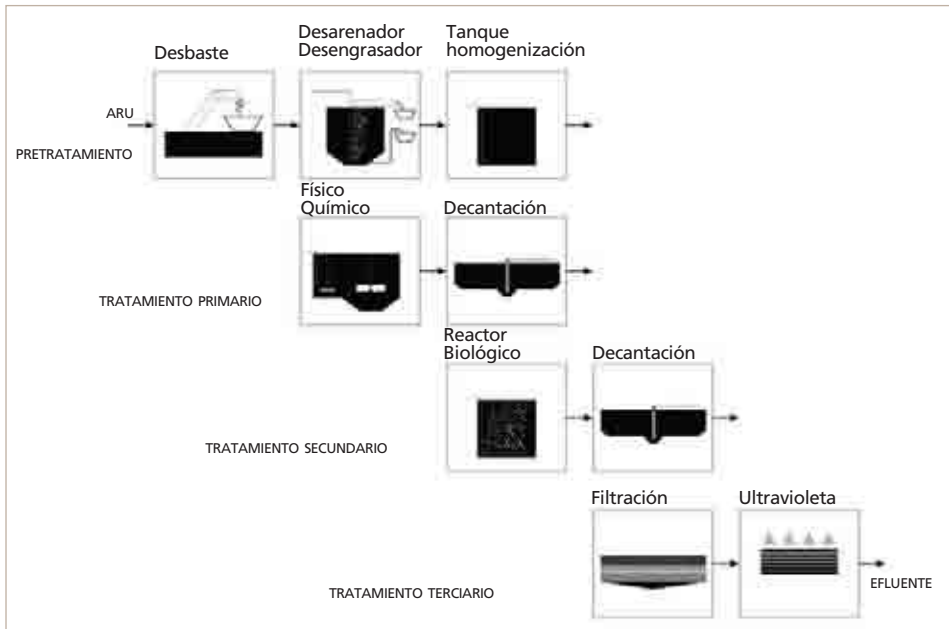 Desbaste
Desarenador
Desengrasador
Tanque
homogenización
ARU
PRETRATAMIENTO
Físico
Químico
Decantación
TRATAMIENTO PRIMARIO
Reactor
Biológico
Decantación
TRATAMIENTO SECUNDARIO
Filtración
Ultravioleta
TRATAMIENTO TERCIARIO
EFLUENTE